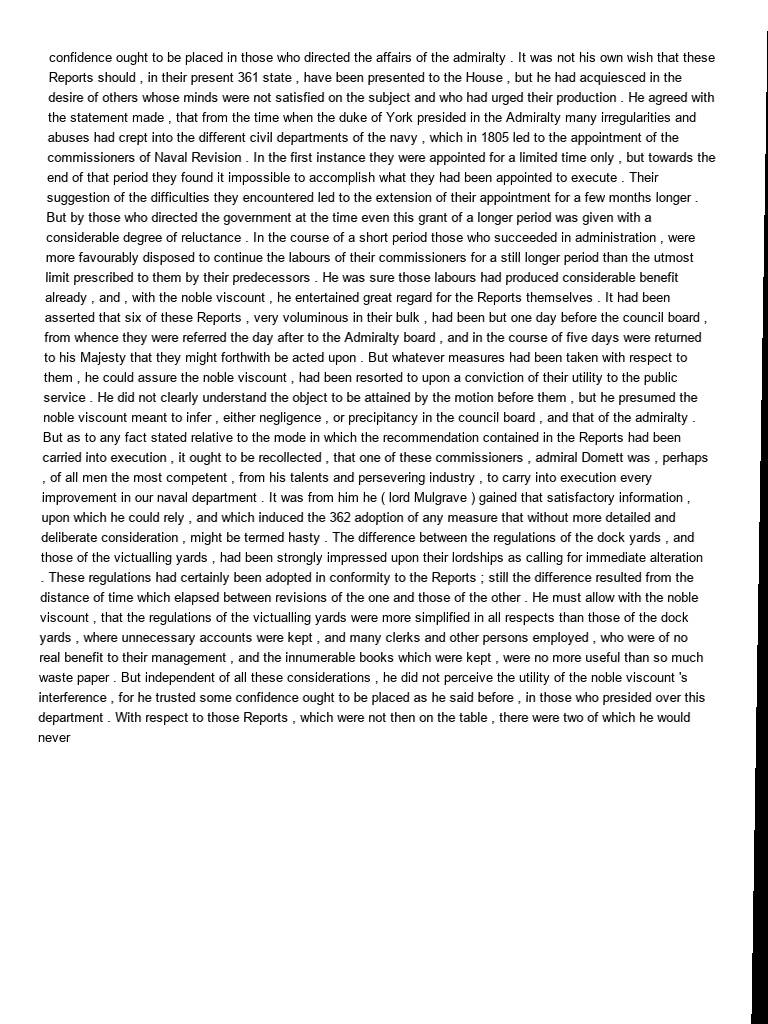 confidence ought to be placed in those who directed the affairs of the admiralty . It was not his own wish that these
Reports should , in their present 361 state , have been presented to the House , but he had acquiesced in the
desire of others whose minds were not satisfied on the subject and who had urged their production . He agreed with
the statement made , that from the time when the duke of York presided in the Admiralty many irregularities and
abuses had crept into the different civil departments of the navy , which in 1805 led to the appointment of the
commissioners of Naval Revision . In the first instance they were appointed for a limited time only , but towards the
end of that period they found it impossible to accomplish what they had been appointed to execute . Their
suggestion of the difficulties they encountered led to the extension of their appointment for a few months longer .
But by those who directed the government at the time even this grant of a longer period was given with a
considerable degree of reluctance . In the course of a short period those who succeeded in administration , were
more favourably disposed to continue the labours of their commissioners for a still longer period than the utmost
limit prescribed to them by their predecessors . He was sure those labours had produced considerable benefit
already , and , with the noble viscount , he entertained great regard for the Reports themselves . It had been
asserted that six of these Reports , very voluminous in their bulk , had been but one day before the council board ,
from whence they were referred the day after to the Admiralty board , and in the course of five days were returned
to his Majesty that they might forthwith be acted upon . But whatever measures had been taken with respect to
them , he could assure the noble viscount , had been resorted to upon a conviction of their utility to the public
service . He did not clearly understand the object to be attained by the motion before them , but he presumed the
noble viscount meant to infer , either negligence , or precipitancy in the council board , and that of the admiralty .
But as to any fact stated relative to the mode in which the recommendation contained in the Reports had been
carried into execution , it ought to be recollected , that one of these commissioners , admiral Domett was , perhaps
, of all men the most competent , from his talents and persevering industry , to carry into execution every
improvement in our naval department . It was from him he ( lord Mulgrave ) gained that satisfactory information ,
upon which he could rely , and which induced the 362 adoption of any measure that without more detailed and
deliberate consideration , might be termed hasty . The difference between the regulations of the dock yards , and
those of the victualling yards , had been strongly impressed upon their lordships as calling for immediate alteration
. These regulations had certainly been adopted in conformity to the Reports ; still the difference resulted from the
distance of time which elapsed between revisions of the one and those of the other . He must allow with the noble
viscount , that the regulations of the victualling yards were more simplified in all respects than those of the dock
yards , where unnecessary accounts were kept , and many clerks and other persons employed , who were of no
real benefit to their management , and the innumerable books which were kept , were no more useful than so much
waste paper . But independent of all these considerations , he did not perceive the utility of the noble viscount 's
interference , for he trusted some confidence ought to be placed as he said before , in those who presided over this
department . With respect to those Reports , which were not then on the table , there were two of which he would
never